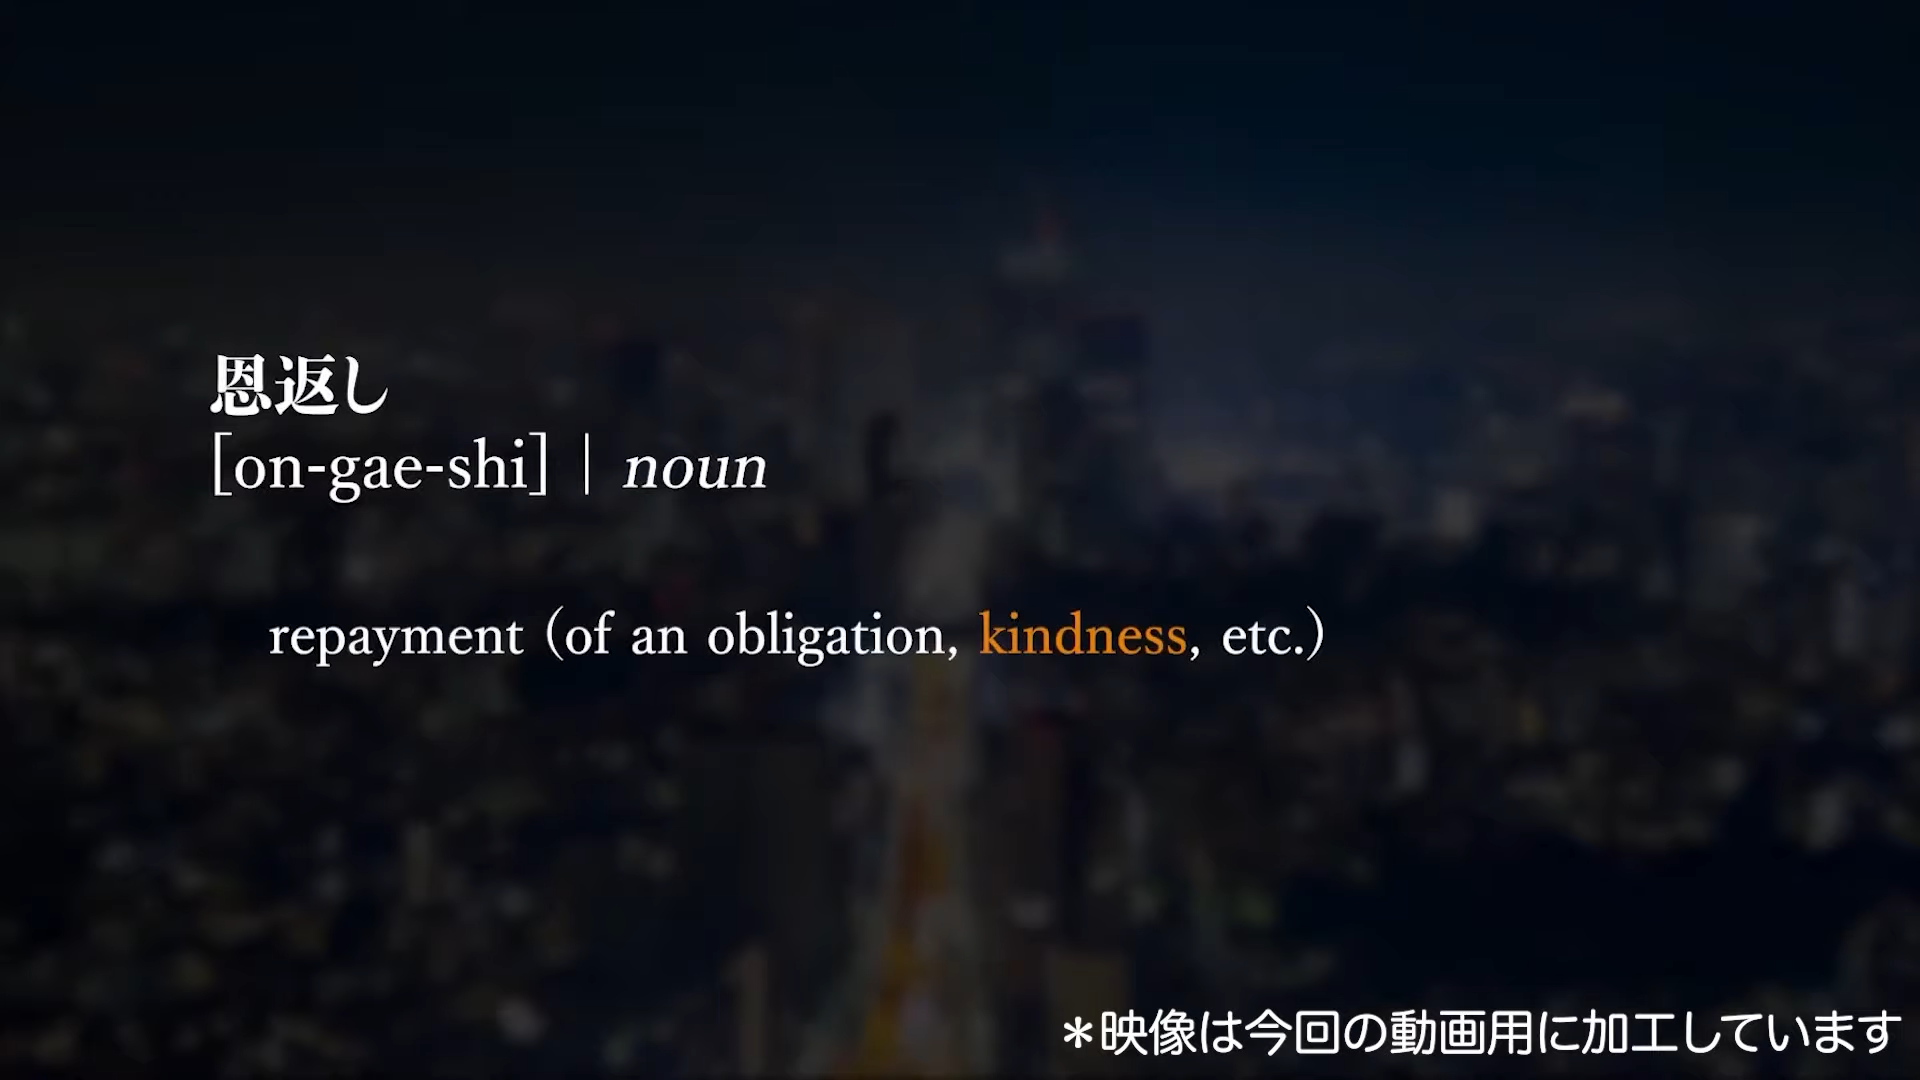 恩返し
[on-gae-shi] | noun
repayment (of an obligation, kindness, etc.)
＊映像は今回の動画用に加工しています